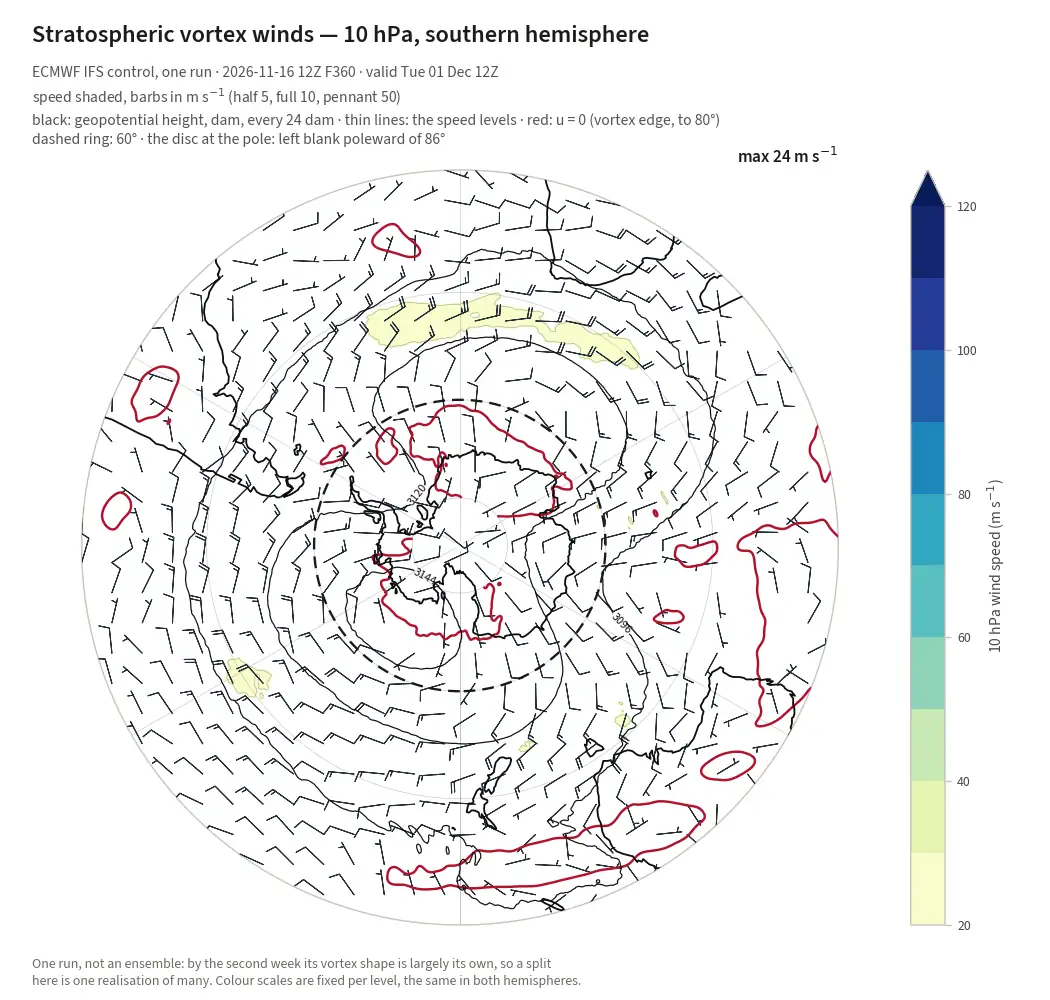 Stratospheric vortex winds — 10 hPa, southern hemisphere
ECMWF IFS control, one run · 2026-11-16 12Z F360 · valid Tue 01 Dec 12Z
speed shaded, barbs in m s⁻¹ (half 5, full 10, pennant 50)
black: geopotential height, dam, every 24 dam · thin lines: the speed levels · red: u = 0 (vortex edge, to 80°)
dashed ring: 60° · the disc at the pole: left blank poleward of 86°
max 24 m s⁻¹
120
100
80
60
40
20
10 hPa wind speed (m s⁻¹)
3120
3144
3096
One run, not an ensemble: by the second week its vortex shape is largely its own, so a split
here is one realisation of many. Colour scales are fixed per level, the same in both hemispheres.